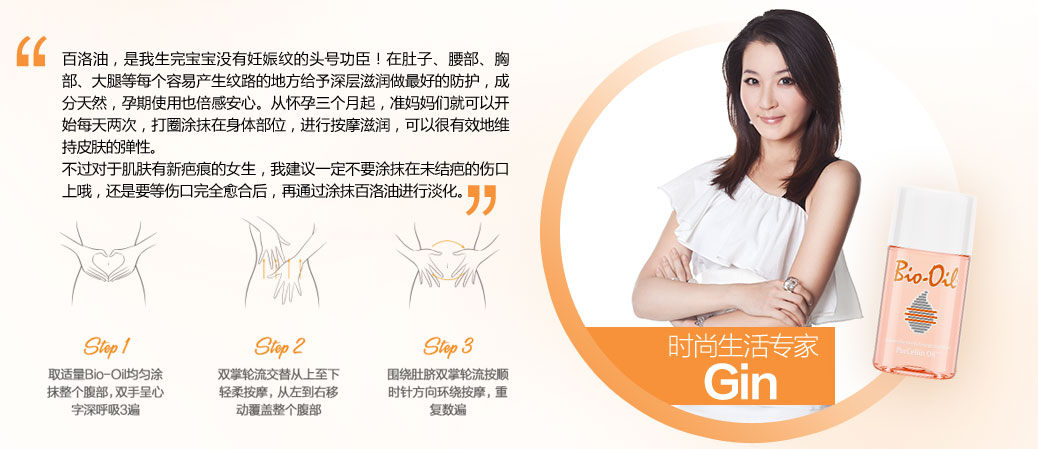 百洛油，是我生完宝宝没有妊娠纹的头号功臣！在肚子、腰部、胸
部、大腿等每个容易产生纹路的地方给予深层滋润做最好的防护，成
分天然，孕期使用也倍感安心。从怀孕三个月起，准妈妈们就可以开
始每天两次，打圈涂抹在身体部位，进行按摩滋润，可以很有效地维
持皮肤的弹性。
不过对于肌肤有新疤痕的女生，我建议一定不要涂抹在未结疤的伤口
上哦，还是要等伤口完全愈合后，再通过涂抹百洛油进行淡化。
Step 1
取适量Bio-Oil均匀涂
抹整个腹部，双手呈心
字深呼吸3遍
Step 2
双掌轮流交替从上至下
轻柔按摩，从左到右移
动覆盖整个腹部
Step 3
围绕肚脐双掌轮流按顺
时针方向环绕按摩，重
复数遍
时尚生活专家
Gin
Bio-Oil
PurCellin Oil™